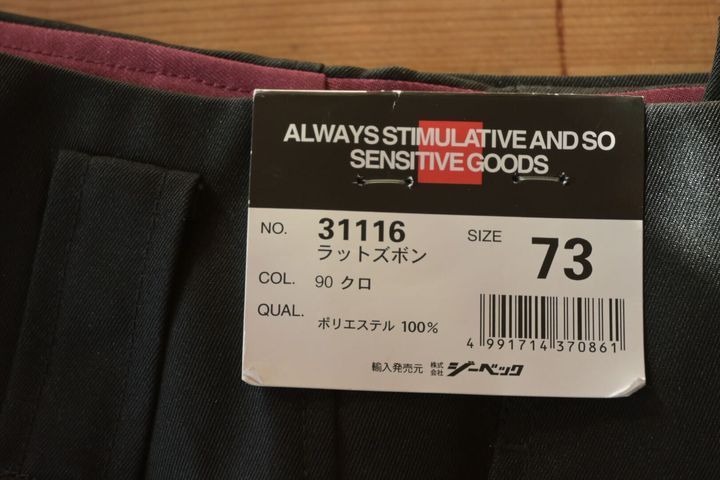 ALWAYS STIMULATIVE AND SO
SENSITIVE GOODS
NO. 31116
ラットズボン
SIZE 73
COL. 90 クロ
QUAL. ポリエステル 100%
4 991714 370861
輸入発売元 株式会社 ジーベック